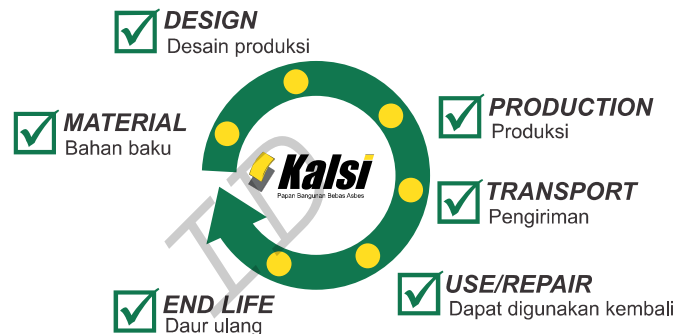 DESIGN
Desain produksi
MATERIAL
Bahan baku
PRODUCTION
Produksi
Kalsi
Papan Bangunan Bebas Asbes
TRANSPORT
Pengiriman
USE/REPAIR
Dapat digunakan kembali
END LIFE
Daur ulang
ID